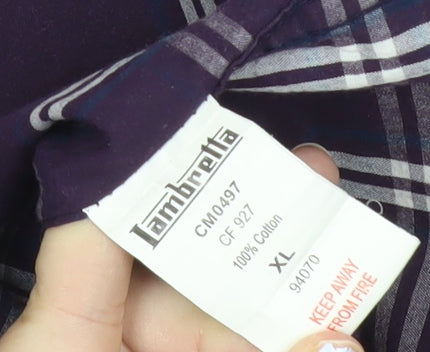 Lambretta
CM0497
CF 927
100% Cotton
XL
94070
KEEP AWAY
FROM FIRE